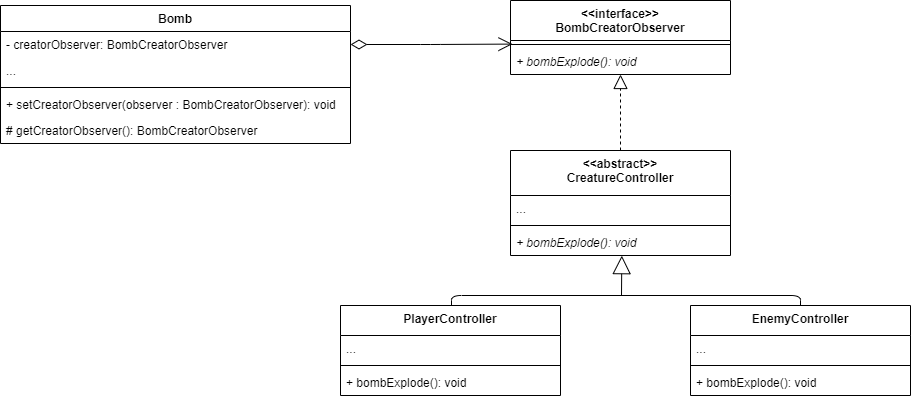 Bomb
- creatorObserver: BombCreatorObserver
...
+ setCreatorObserver(observer : BombCreatorObserver): void
# getCreatorObserver(): BombCreatorObserver
<<interface>>
BombCreatorObserver
+ bombExplode(): void
<<abstract>>
CreatureController
...
+ bombExplode(): void
PlayerController
...
+ bombExplode(): void
EnemyController
...
+ bombExplode(): void